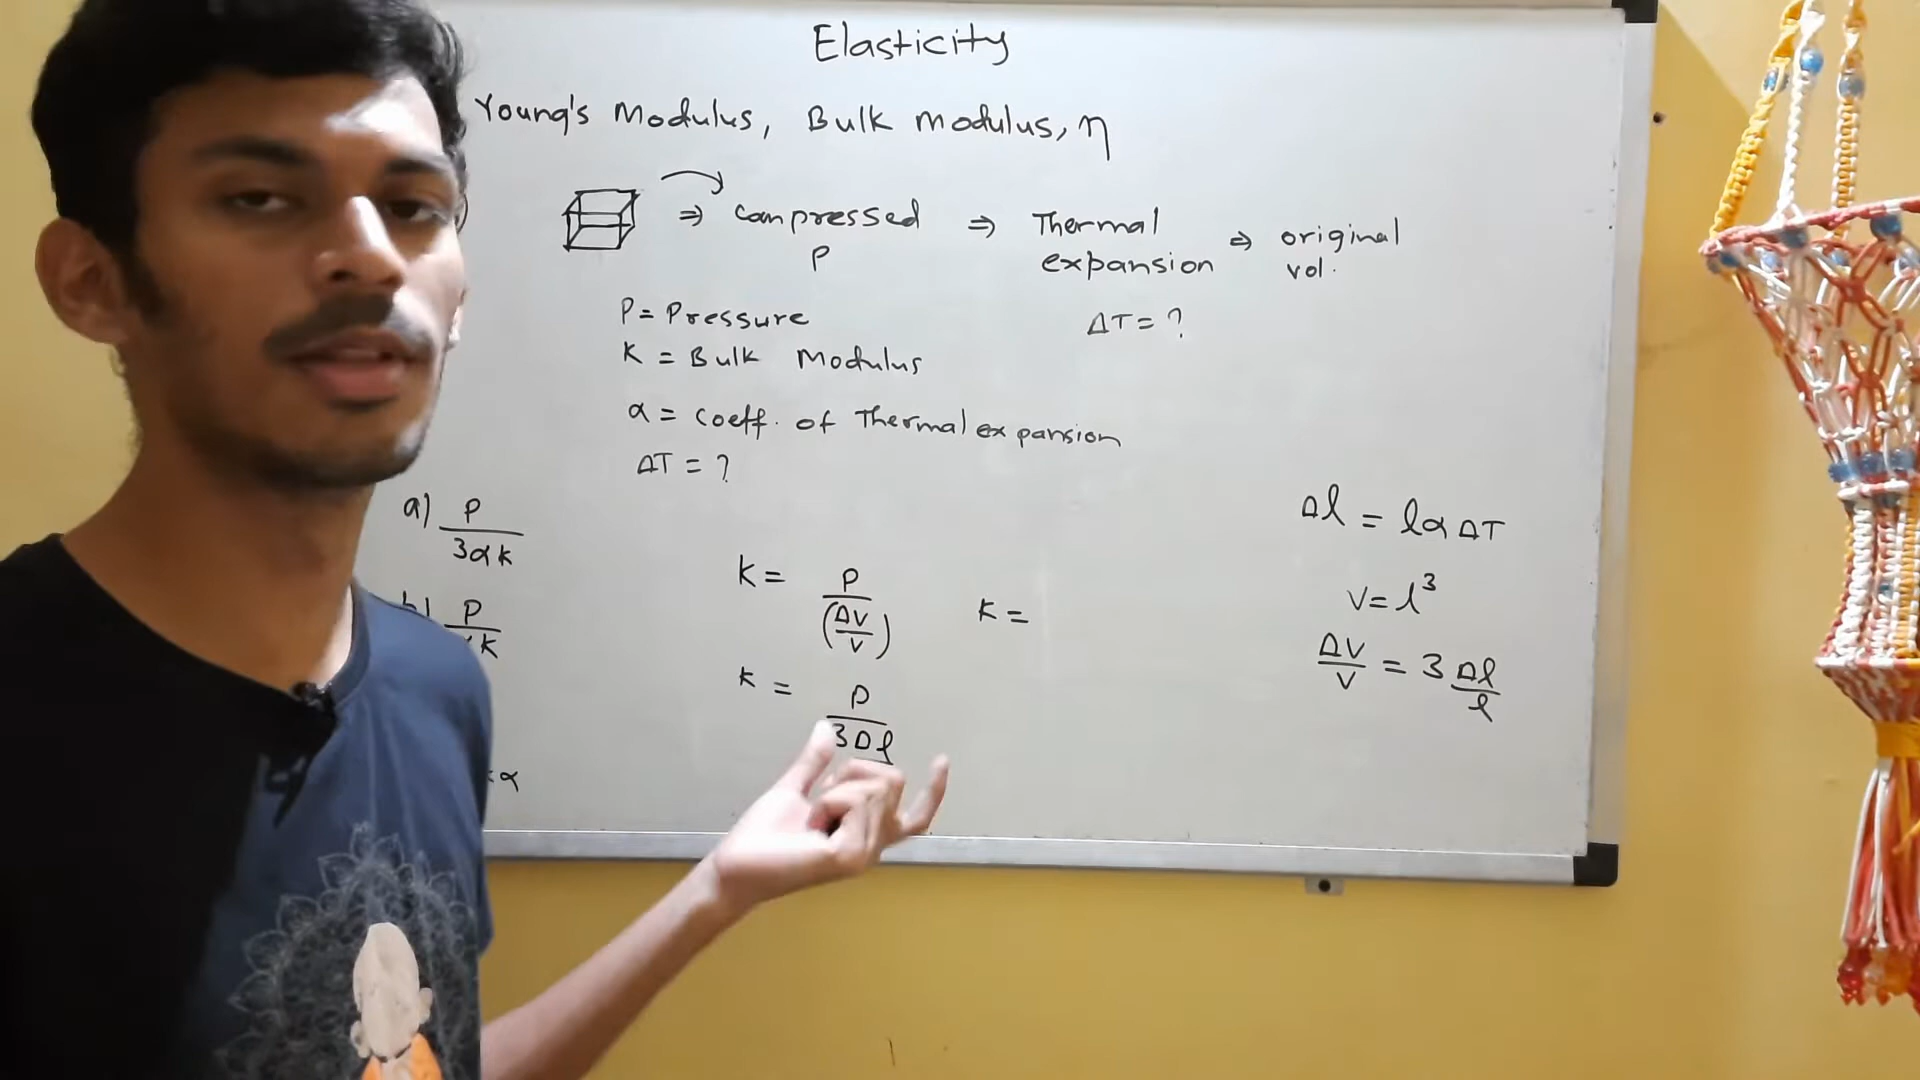 Elasticity
Young's Modulus, Bulk modulus, η
⇒ compressed ⇒ Thermal expansion ⇒ original vol.
P
P = Pressure
ΔT = ?
K = Bulk Modulus
α = coeff. of Thermal expansion
ΔT = ?
a) P / 3αk
b) P / K
α
K = P / (ΔV / V)
K =
K = P / 3Δl
Δl = lαΔT
V = l³
ΔV / V = 3 Δl / l